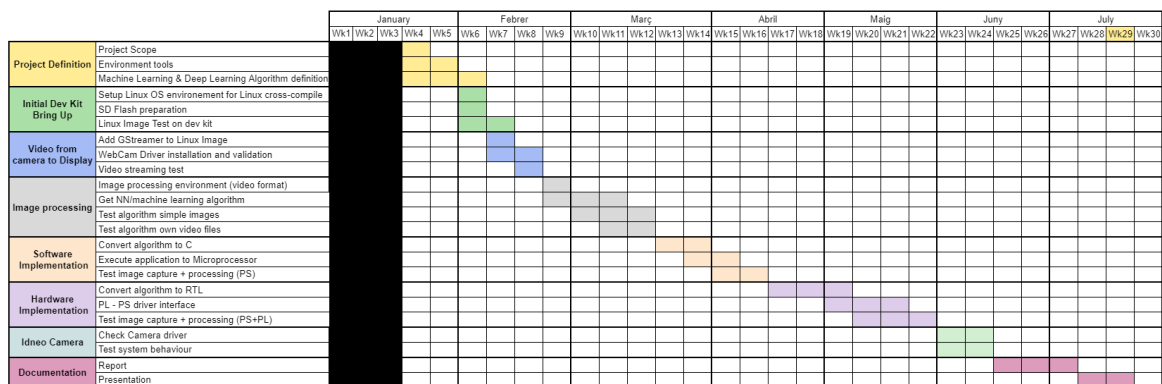 January Febrer Març Abril Maig Juny July
Wk1 Wk2 Wk3 Wk4 Wk5 Wk6 Wk7 Wk8 Wk9 Wk10 Wk11 Wk12 Wk13 Wk14 Wk15 Wk16 Wk17 Wk18 Wk19 Wk20 Wk21 Wk22 Wk23 Wk24 Wk25 Wk26 Wk27 Wk28 Wk29 Wk30
Project Definition
Project Scope
Environment tools
Machine Learning & Deep Learning Algorithm definition
Initial Dev Kit
Bring Up
Setup Linux OS environement for Linux cross-compile
SD Flash preparation
Linux Image Test on dev kit
Video from
camera to Display
Add GStreamer to Linux Image
WebCam Driver installation and validation
Video streaming test
Image processing
Image processing environment (video format)
Get NN/machine learning algorithm
Test algorithm simple images
Test algorithm own video files
Software
Implementation
Convert algorithm to C
Execute application to Microprocessor
Test image capture + processing (PS)
Hardware
Implementation
Convert algorithm to RTL
PL - PS driver interface
Test image capture + processing (PS+PL)
Idneo Camera
Check Camera driver
Test system behaviour
Documentation
Report
Presentation